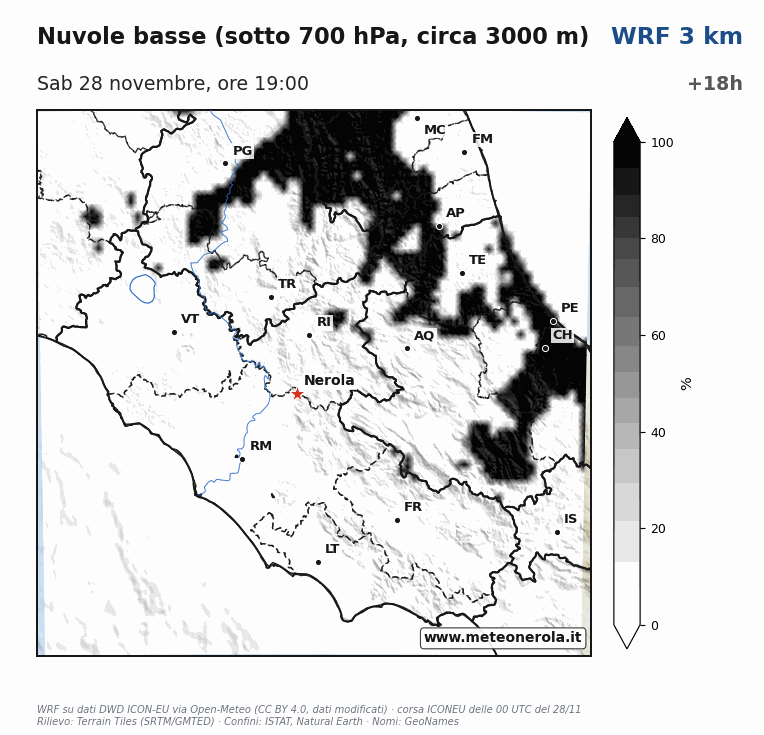 Nuvole basse (sotto 700 hPa, circa 3000 m) WRF 3 km
Sab 28 novembre, ore 19:00 +18h
MC
FM
PG
AP
TE
TR
PE
VT
RI
AQ
CH
Nerola
RM
FR
IS
LT
100
80
60
40
20
0
%
www.meteonerola.it
WRF su dati DWD ICON-EU via Open-Meteo (CC BY 4.0, dati modificati) · corsa ICONEU delle 00 UTC del 28/11
Rilievo: Terrain Tiles (SRTM/GMTED) · Confini: ISTAT, Natural Earth · Nomi: GeoNames